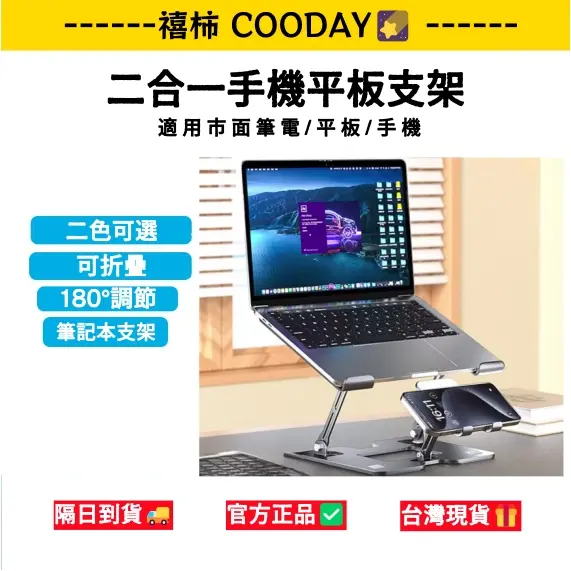 ------禧柿 COODAY------
二合一手機平板支架
適用市面筆電/平板/手機
二色可選
可折疊
180°調節
筆記本支架
16:11
隔日到貨🚚
官方正品✅
台灣現貨🎁